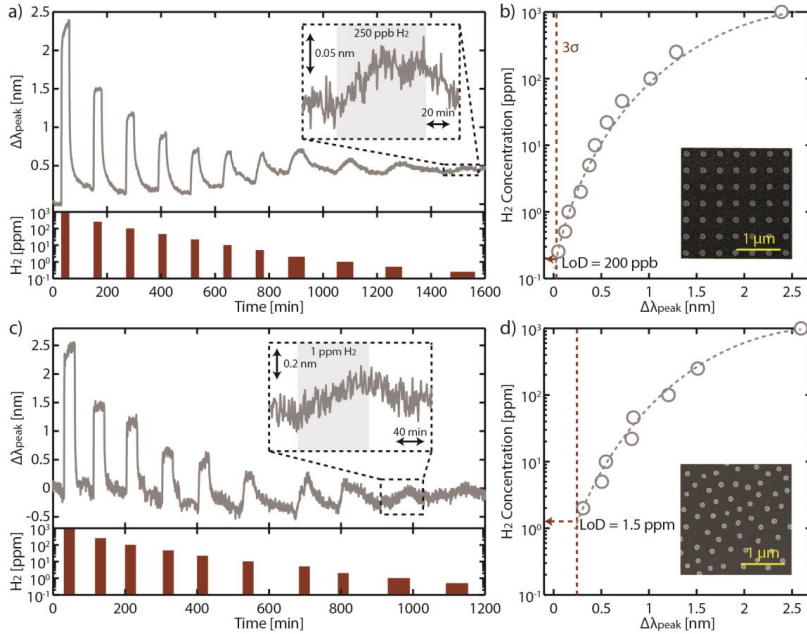 a)
2.5
2
1.5
1
0.5
0
Δλpeak [nm]
250 ppb H2
0.05 nm
20 min
10³
10²
10¹
10⁰
10⁻¹
H2 [ppm]
0 200 400 600 800 1000 1200 1400 1600
Time [min]
b)
10³
10²
10¹
10⁰
10⁻¹
H2 Concentration [ppm]
3σ
LoD = 200 ppb
1 µm
0 0.5 1 1.5 2 2.5
Δλpeak [nm]
c)
2.5
2
1.5
1
0.5
0
-0.5
Δλpeak [nm]
1 ppm H2
0.2 nm
40 min
10³
10²
10¹
10⁰
10⁻¹
H2 [ppm]
0 200 400 600 800 1000 1200
Time [min]
d)
10³
10²
10¹
10⁰
10⁻¹
H2 Concentration [ppm]
LoD = 1.5 ppm
1 µm
0 0.5 1 1.5 2 2.5
Δλpeak [nm]